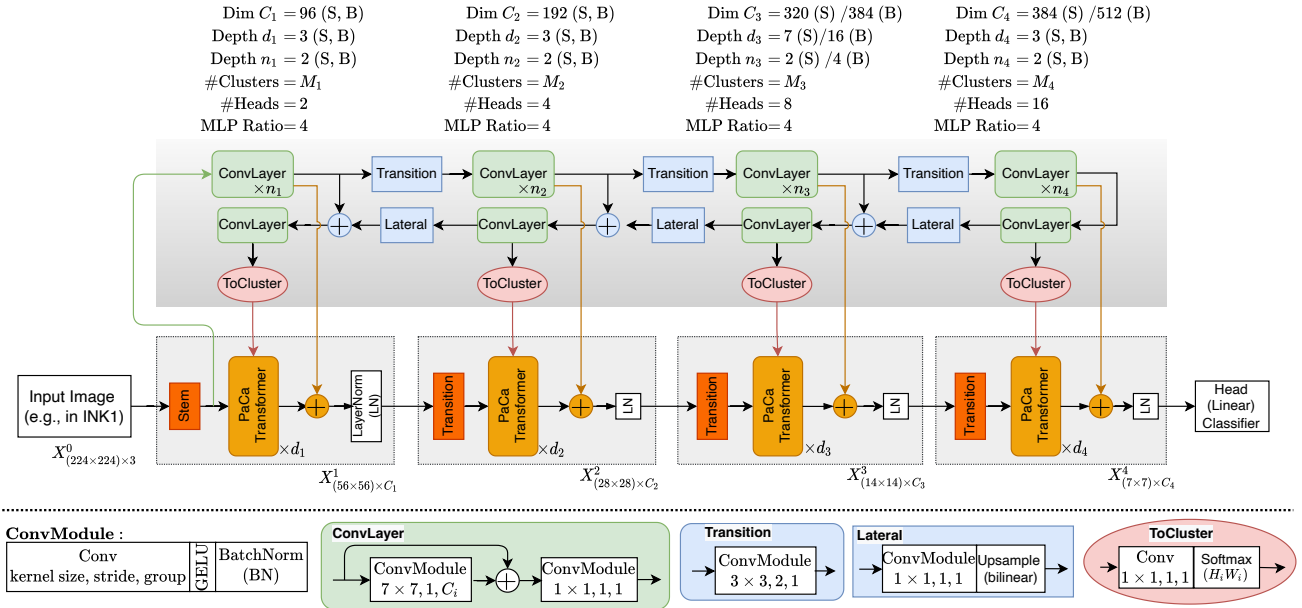 Dim C₁ = 96 (S, B)
Depth d₁ = 3 (S, B)
Depth n₁ = 2 (S, B)
#Clusters = M₁
#Heads = 2
MLP Ratio= 4
Dim C₂ = 192 (S, B)
Depth d₂ = 3 (S, B)
Depth n₂ = 2 (S, B)
#Clusters = M₂
#Heads = 4
MLP Ratio= 4
Dim C₃ = 320 (S) /384 (B)
Depth d₃ = 7 (S)/16 (B)
Depth n₃ = 2 (S) /4 (B)
#Clusters = M₃
#Heads = 8
MLP Ratio= 4
Dim C₄ = 384 (S) /512 (B)
Depth d₄ = 3 (S, B)
Depth n₄ = 2 (S, B)
#Clusters = M₄
#Heads = 16
MLP Ratio= 4
ConvLayer
×n₁
Transition
ConvLayer
×n₂
Transition
ConvLayer
×n₃
Transition
ConvLayer
×n₄
ConvLayer
Lateral
ConvLayer
Lateral
ConvLayer
Lateral
ConvLayer
ToCluster
ToCluster
ToCluster
ToCluster
Input Image
(e.g., in INK1)
X⁰₍₂₂₄×₂₂₄₎×₃
Stem
PaCa
Transformer
×d₁
LayerNorm
(LN)
X¹(56×56)×C₁
Transition
PaCa
Transformer
×d₂
LN
X²(28×28)×C₂
Transition
PaCa
Transformer
×d₃
LN
X³(14×14)×C₃
Transition
PaCa
Transformer
×d₄
LN
X⁴(7×7)×C₄
Head
(Linear)
Classifier
ConvModule :
Conv
kernel size, stride, group
GELU
BatchNorm
(BN)
ConvLayer
ConvModule
7 × 7, 1, Cᵢ
ConvModule
1 × 1, 1, 1
Transition
ConvModule
3 × 3, 2, 1
Lateral
ConvModule
1 × 1, 1, 1
Upsample
(bilinear)
ToCluster
Conv
1 × 1, 1, 1
Softmax
(HᵢWᵢ)